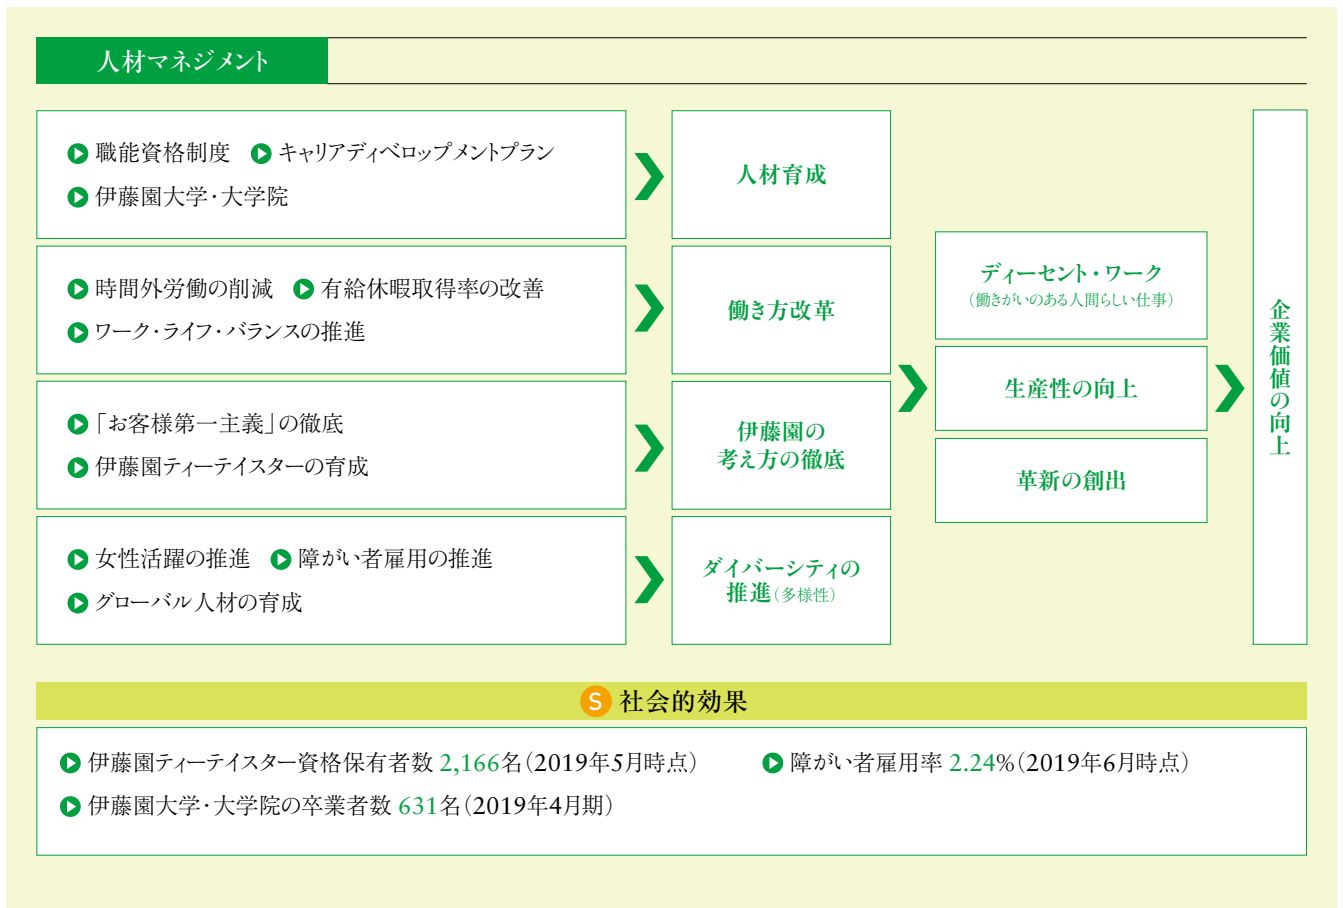 人材マネジメント
職能資格制度 キャリアディベロップメントプラン
伊藤園大学・大学院
人材育成
時間外労働の削減 有給休暇取得率の改善
ワーク・ライフ・バランスの推進
働き方改革
「お客様第一主義」の徹底
伊藤園ティーテイスターの育成
伊藤園の
考え方の徹底
女性活躍の推進 障がい者雇用の推進
グローバル人材の育成
ダイバーシティの
推進(多様性)
ディーセント・ワーク
(働きがいのある人間らしい仕事)
生産性の向上
革新の創出
企業価値の向上
S 社会的効果
伊藤園ティーテイスター資格保有者数 2,166名(2019年5月時点) 障がい者雇用率 2.24%(2019年6月時点)
伊藤園大学・大学院の卒業者数 631名(2019年4月期)